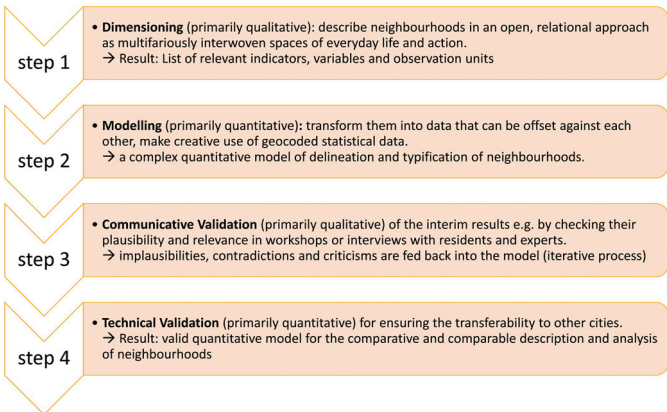 step 1
• Dimensioning (primarily qualitative): describe neighbourhoods in an open, relational approach
as multifariously interwoven spaces of everyday life and action.
→ Result: List of relevant indicators, variables and observation units
step 2
• Modelling (primarily quantitative): transform them into data that can be offset against each
other, make creative use of geocoded statistical data.
→ a complex quantitative model of delineation and typification of neighbourhoods.
step 3
• Communicative Validation (primarily qualitative) of the interim results e.g. by checking their
plausibility and relevance in workshops or interviews with residents and experts.
→ implausibilities, contradictions and criticisms are fed back into the model (iterative process)
step 4
• Technical Validation (primarily quantitative) for ensuring the transferability to other cities.
→ Result: valid quantitative model for the comparative and comparable description and analysis
of neighbourhoods